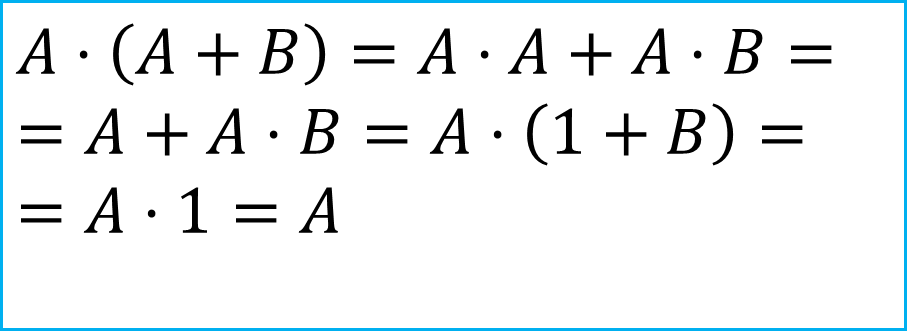 A · (A + B) = A · A + A · B =
= A + A · B = A · (1 + B) =
= A · 1 = A